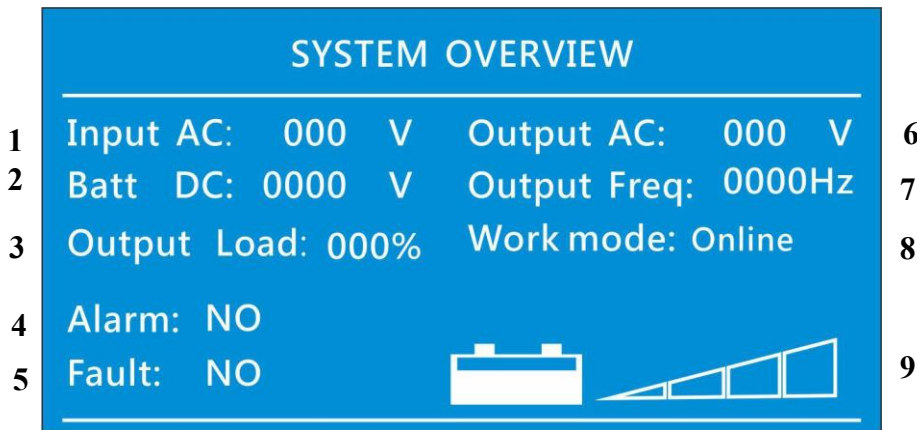 SYSTEM OVERVIEW
1 Input AC: 000 V Output AC: 000 V 6
2 Batt DC: 0000 V Output Freq: 0000Hz 7
3 Output Load: 000% Work mode: Online 8
4 Alarm: NO
5 Fault: NO 9